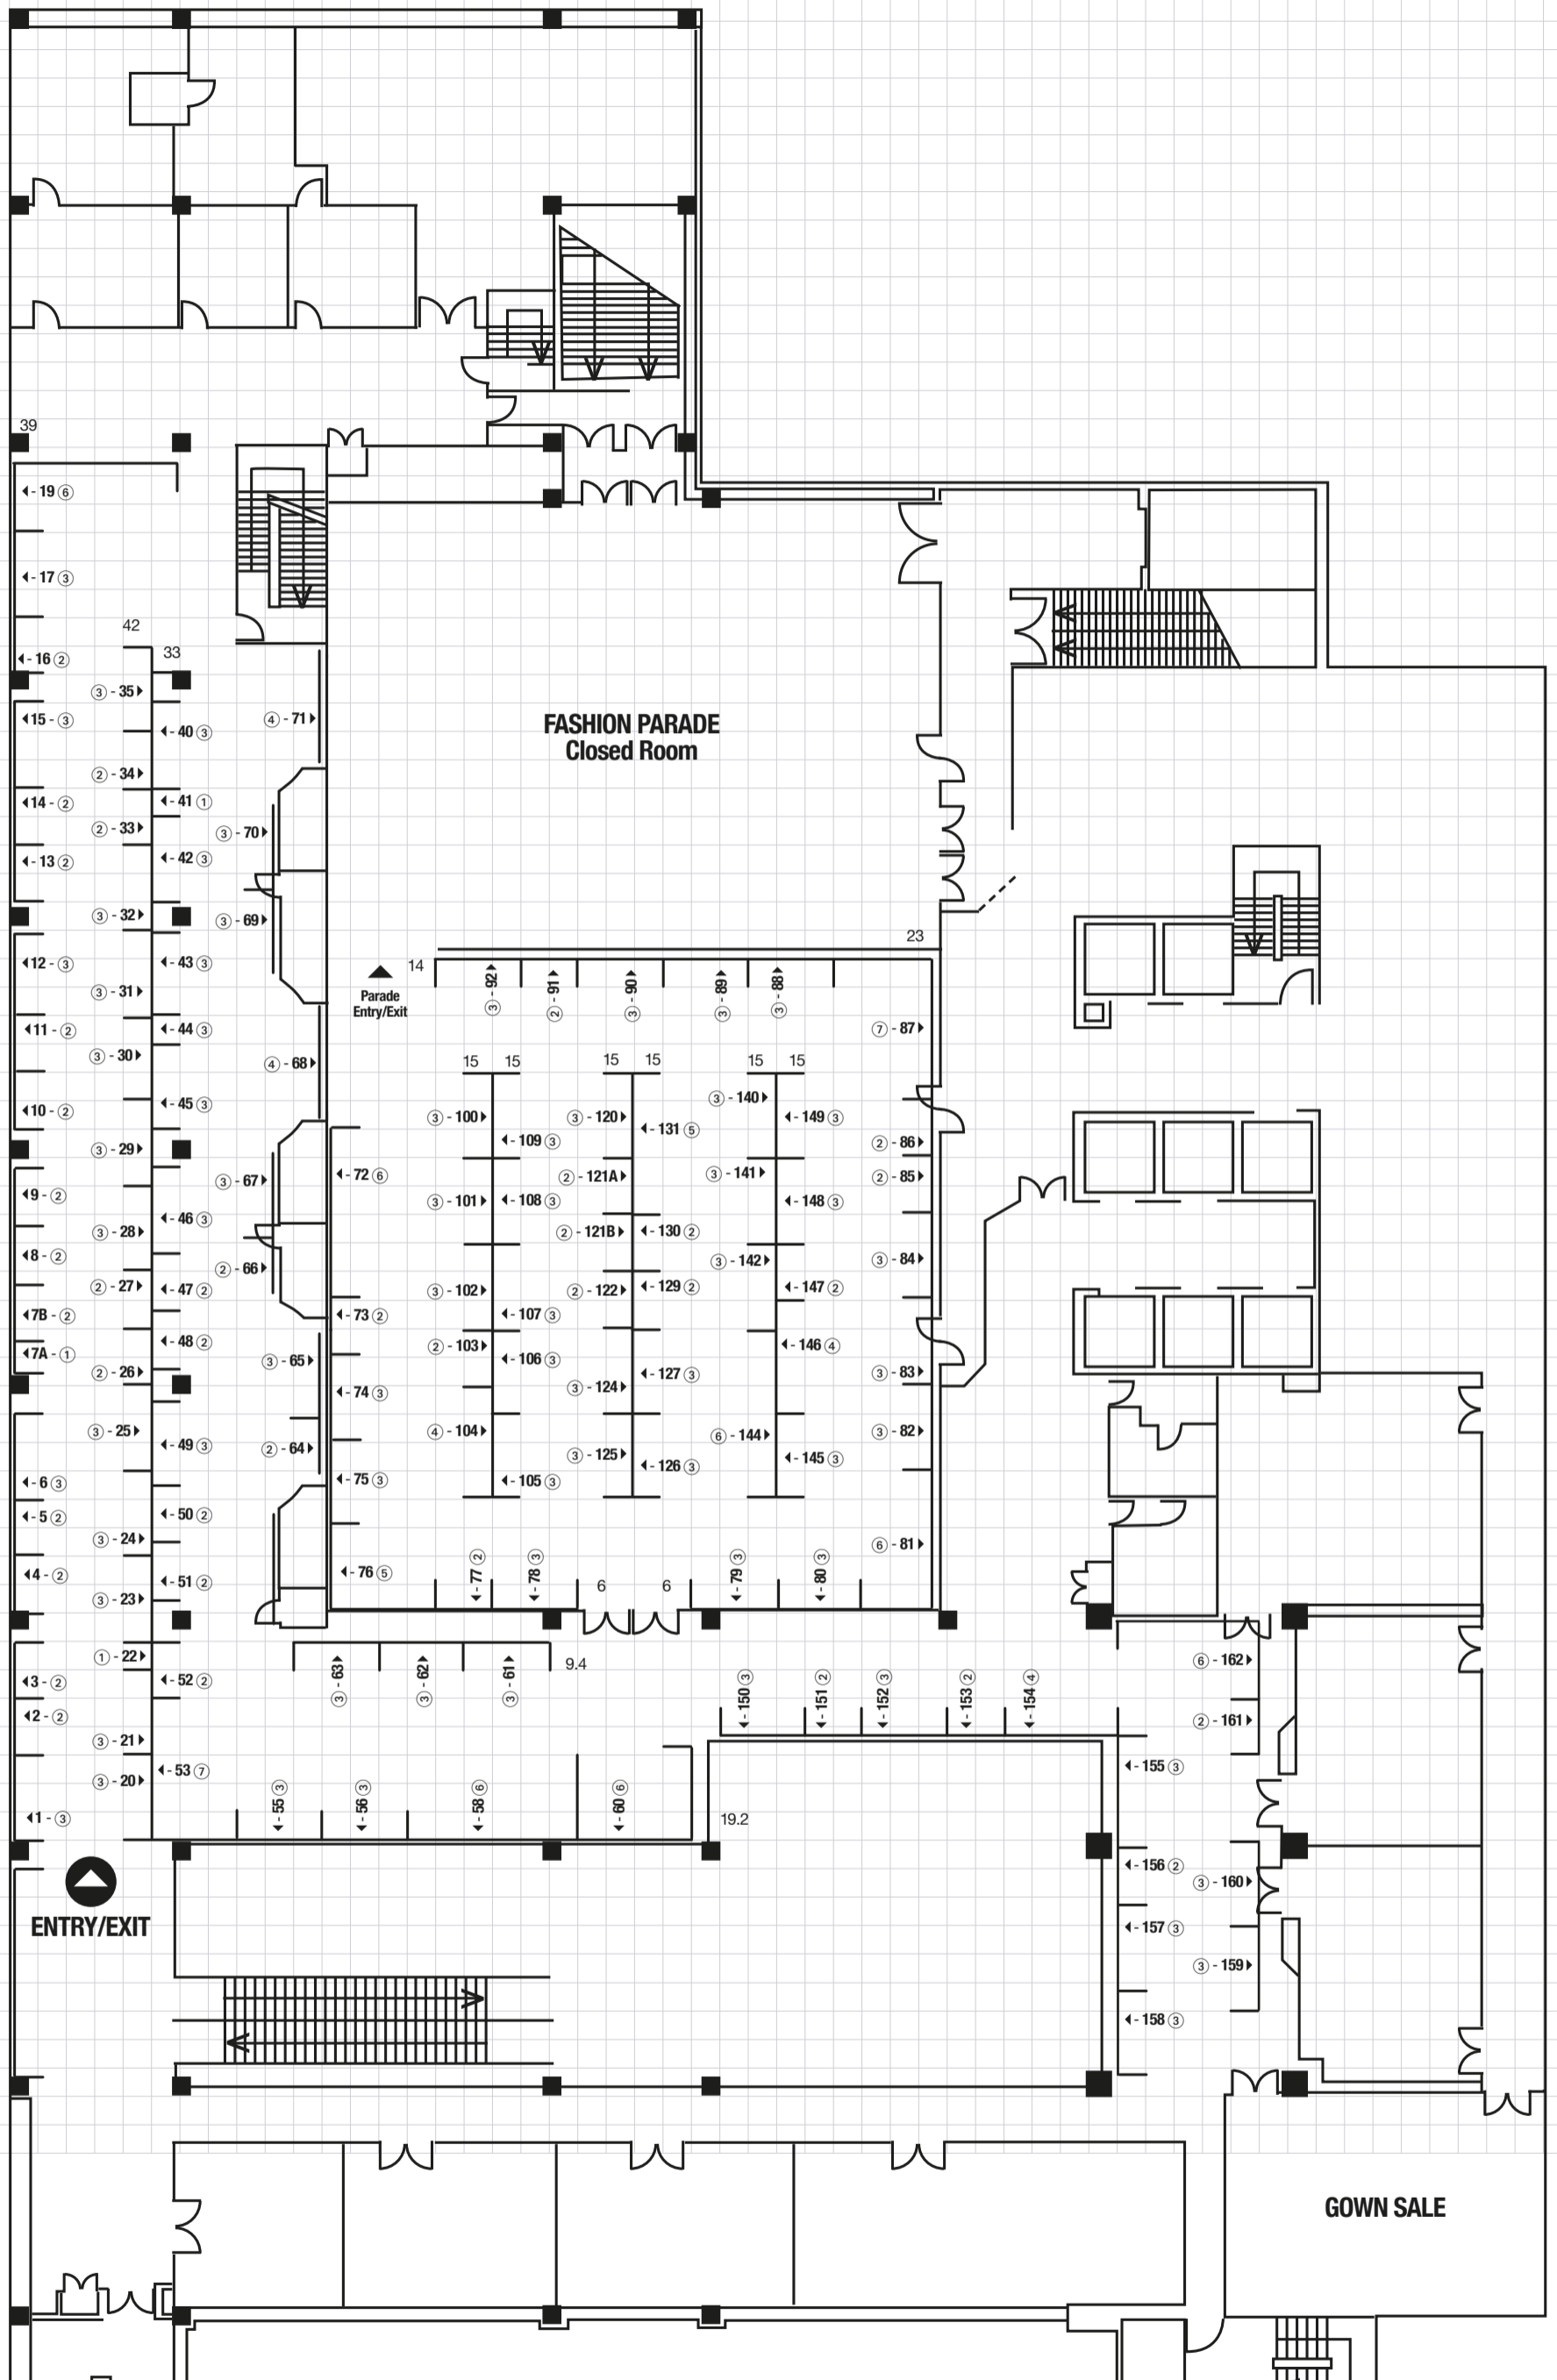 39
◂- 19 ⑥
◂- 17 ③
◂- 16 ②
◂15 - ③
◂14 - ②
◂- 13 ②
◂12 - ③
◂11 - ②
◂10 - ②
◂9 - ②
◂8 - ②
◂7B - ②
◂7A - ①
◂- 6 ③
◂- 5 ②
◂4 - ②
◂3 - ②
◂2 - ②
◂1 - ③
42
③ - 35▸
② - 34▸
② - 33▸
③ - 32▸
③ - 31▸
③ - 30▸
③ - 29▸
③ - 28▸
② - 27▸
② - 26▸
③ - 25▸
③ - 24▸
③ - 23▸
① - 22▸
③ - 21▸
③ - 20▸
33
◂- 40 ③
◂- 41 ①
◂- 42 ③
◂- 43 ③
◂- 44 ③
◂- 45 ③
◂- 46 ③
◂- 47 ②
◂- 48 ②
◂- 49 ③
◂- 50 ②
◂- 51 ②
◂- 52 ②
◂- 53 ⑦
④ - 71▸
③ - 70▸
③ - 69▸
④ - 68▸
③ - 67▸
② - 66▸
③ - 65▸
② - 64▸
FASHION PARADE
Closed Room
Parade
Entry/Exit
14
23
③ - 92▸
② - 91▸
③ - 90▸
③ - 89▸
③ - 88▸
◂- 72 ⑥
◂- 73 ②
◂- 74 ③
◂- 75 ③
◂- 76 ⑤
15
15
③ - 100▸
③ - 101▸
③ - 102▸
② - 103▸
④ - 104▸
◂- 109 ③
◂- 108 ③
◂- 107 ③
◂- 106 ③
◂- 105 ③
15
15
③ - 120▸
② - 121A▸
② - 121B▸
② - 122▸
③ - 124▸
③ - 125▸
◂- 131 ⑤
◂- 130 ②
◂- 129 ②
◂- 127 ③
◂- 126 ③
15
15
③ - 140▸
③ - 141▸
③ - 142▸
⑥ - 144▸
◂- 149 ③
◂- 148 ③
◂- 147 ②
◂- 146 ④
◂- 145 ③
⑦ - 87▸
② - 86▸
② - 85▸
③ - 84▸
③ - 83▸
③ - 82▸
⑥ - 81▸
◂- 77 ②
◂- 78 ③
6
6
◂- 79 ③
◂- 80 ③
③ - 63▸
③ - 62▸
③ - 61▸
9.4
◂- 55 ③
◂- 56 ③
◂- 58 ⑥
◂- 60 ⑥
◂- 150 ③
◂- 151 ②
◂- 152 ③
◂- 153 ②
◂- 154 ④
19.2
⑥ - 162▸
② - 161▸
◂- 155 ③
◂- 156 ②
③ - 160▸
◂- 157 ③
③ - 159▸
◂- 158 ③
ENTRY/EXIT
GOWN SALE